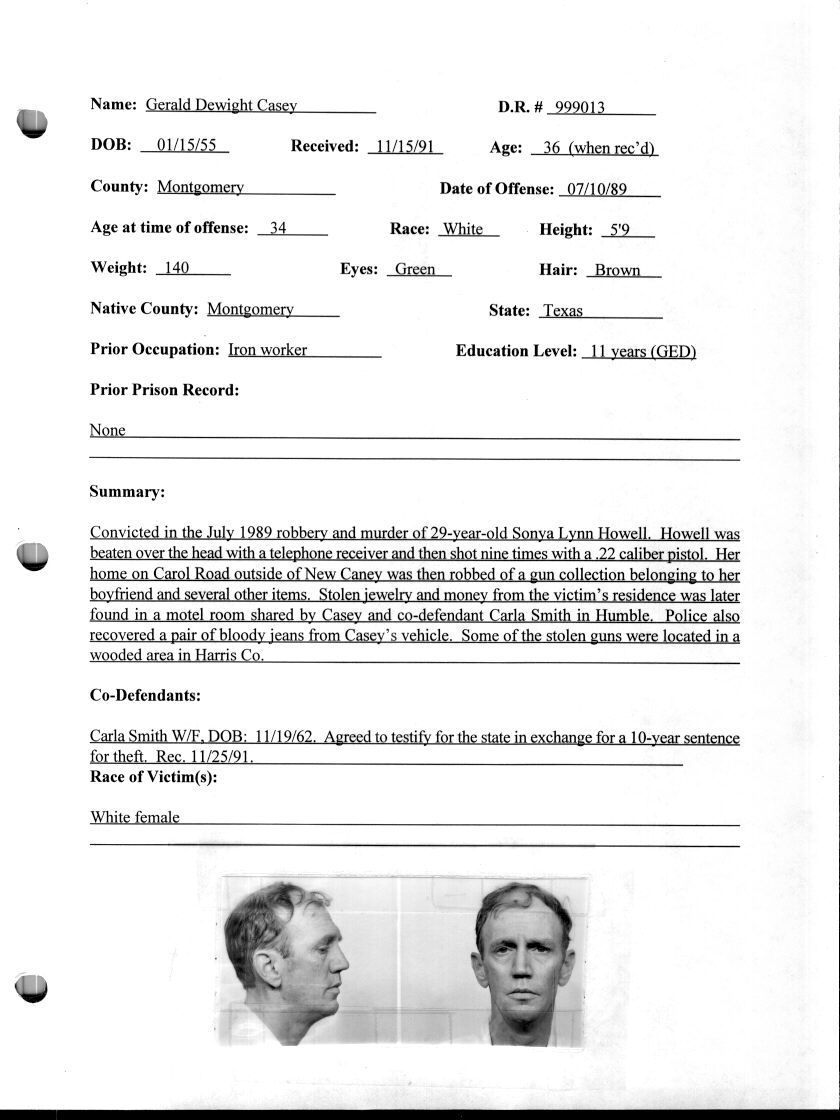 Name: Gerald Dewight Casey D.R. # 999013
DOB: 01/15/55 Received: 11/15/91 Age: 36 (when rec'd)
County: Montgomery Date of Offense: 07/10/89
Age at time of offense: 34 Race: White Height: 5'9
Weight: 140 Eyes: Green Hair: Brown
Native County: Montgomery State: Texas
Prior Occupation: Iron worker Education Level: 11 years (GED)
Prior Prison Record:
None
Summary:
Convicted in the July 1989 robbery and murder of 29-year-old Sonya Lynn Howell. Howell was
beaten over the head with a telephone receiver and then shot nine times with a .22 caliber pistol. Her
home on Carol Road outside of New Caney was then robbed of a gun collection belonging to her
boyfriend and several other items. Stolen jewelry and money from the victim's residence was later
found in a motel room shared by Casey and co-defendant Carla Smith in Humble. Police also
recovered a pair of bloody jeans from Casey's vehicle. Some of the stolen guns were located in a
wooded area in Harris Co.
Co-Defendants:
Carla Smith W/F, DOB: 11/19/62. Agreed to testify for the state in exchange for a 10-year sentence
for theft. Rec. 11/25/91.
Race of Victim(s):
White female